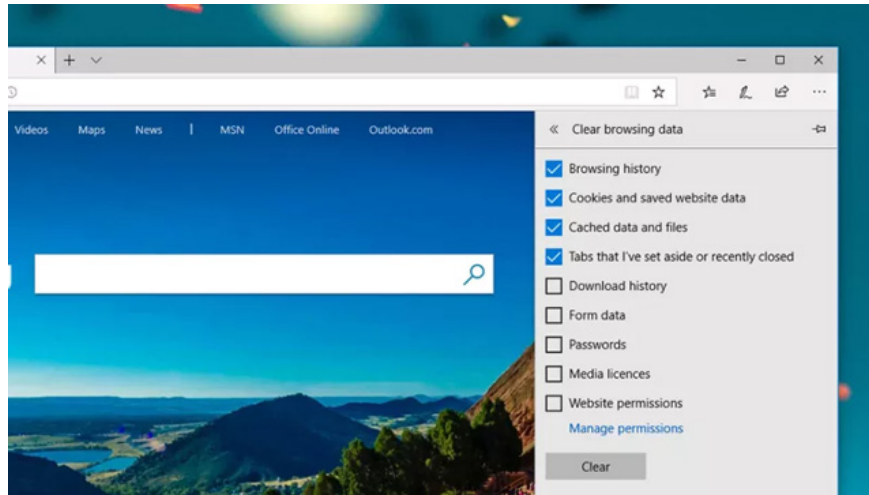 Videos Maps News | MSN Office Online Outlook.com
Clear browsing data
Browsing history
Cookies and saved website data
Cached data and files
Tabs that I've set aside or recently closed
Download history
Form data
Passwords
Media licences
Website permissions
Manage permissions
Clear